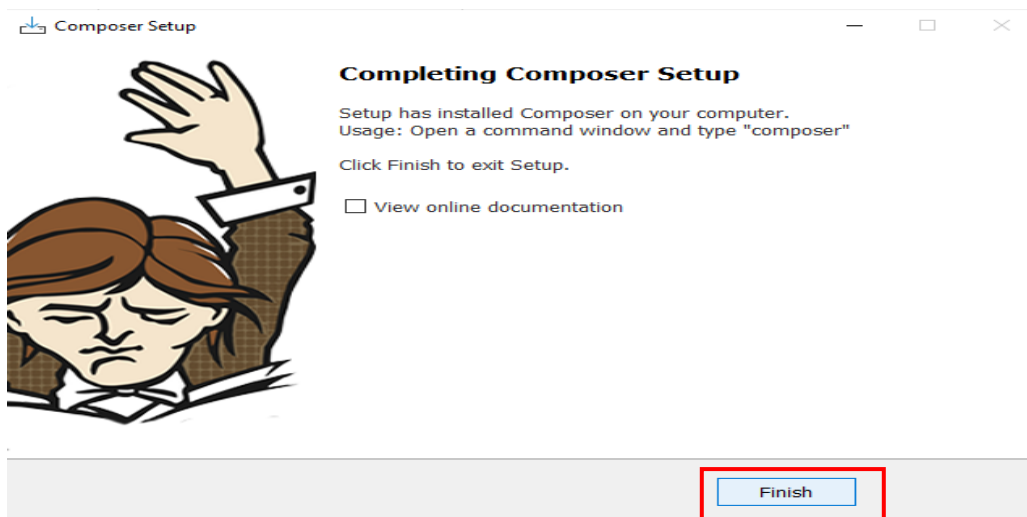 Composer Setup
Completing Composer Setup
Setup has installed Composer on your computer.
Usage: Open a command window and type "composer"
Click Finish to exit Setup.
View online documentation
Finish